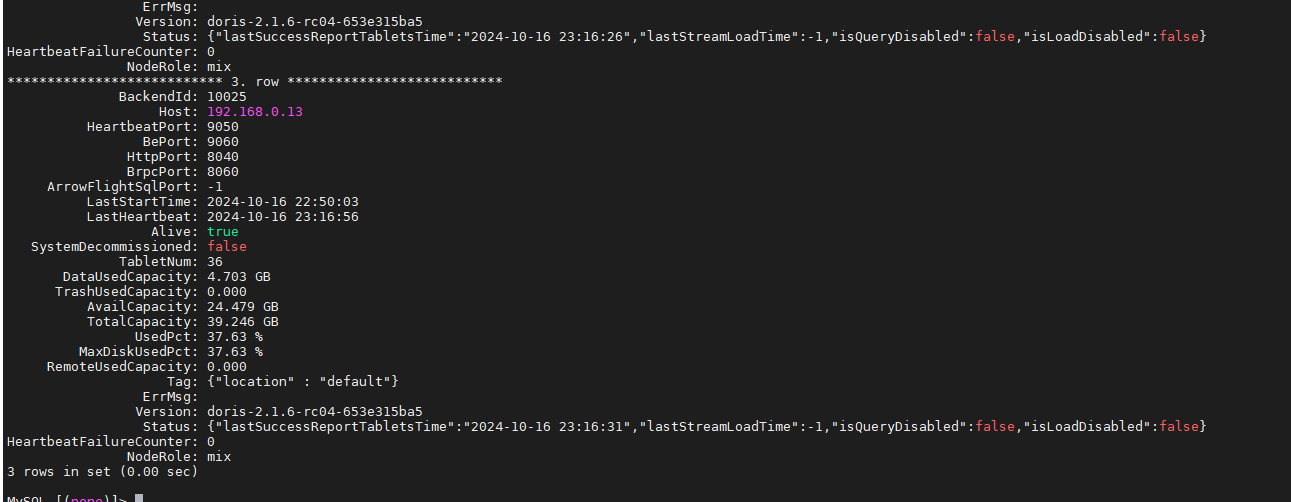 ErrMsg:
Version: doris-2.1.6-rc04-653e315ba5
Status: {"lastSuccessReportTabletsTime":"2024-10-16 23:16:26","lastStreamLoadTime":-1,"isQueryDisabled":false,"isLoadDisabled":false}
HeartbeatFailureCounter: 0
NodeRole: mix
*************************** 3. row ***************************
BackendId: 10025
Host: 192.168.0.13
HeartbeatPort: 9050
BePort: 9060
HttpPort: 8040
BrpcPort: 8060
ArrowFlightSqlPort: -1
LastStartTime: 2024-10-16 22:50:03
LastHeartbeat: 2024-10-16 23:16:56
Alive: true
SystemDecommissioned: false
TabletNum: 36
DataUsedCapacity: 4.703 GB
TrashUsedCapacity: 0.000
AvailCapacity: 24.479 GB
TotalCapacity: 39.246 GB
UsedPct: 37.63 %
MaxDiskUsedPct: 37.63 %
RemoteUsedCapacity: 0.000
Tag: {"location" : "default"}
ErrMsg:
Version: doris-2.1.6-rc04-653e315ba5
Status: {"lastSuccessReportTabletsTime":"2024-10-16 23:16:31","lastStreamLoadTime":-1,"isQueryDisabled":false,"isLoadDisabled":false}
HeartbeatFailureCounter: 0
NodeRole: mix
3 rows in set (0.00 sec)
MySQL [(none)]>